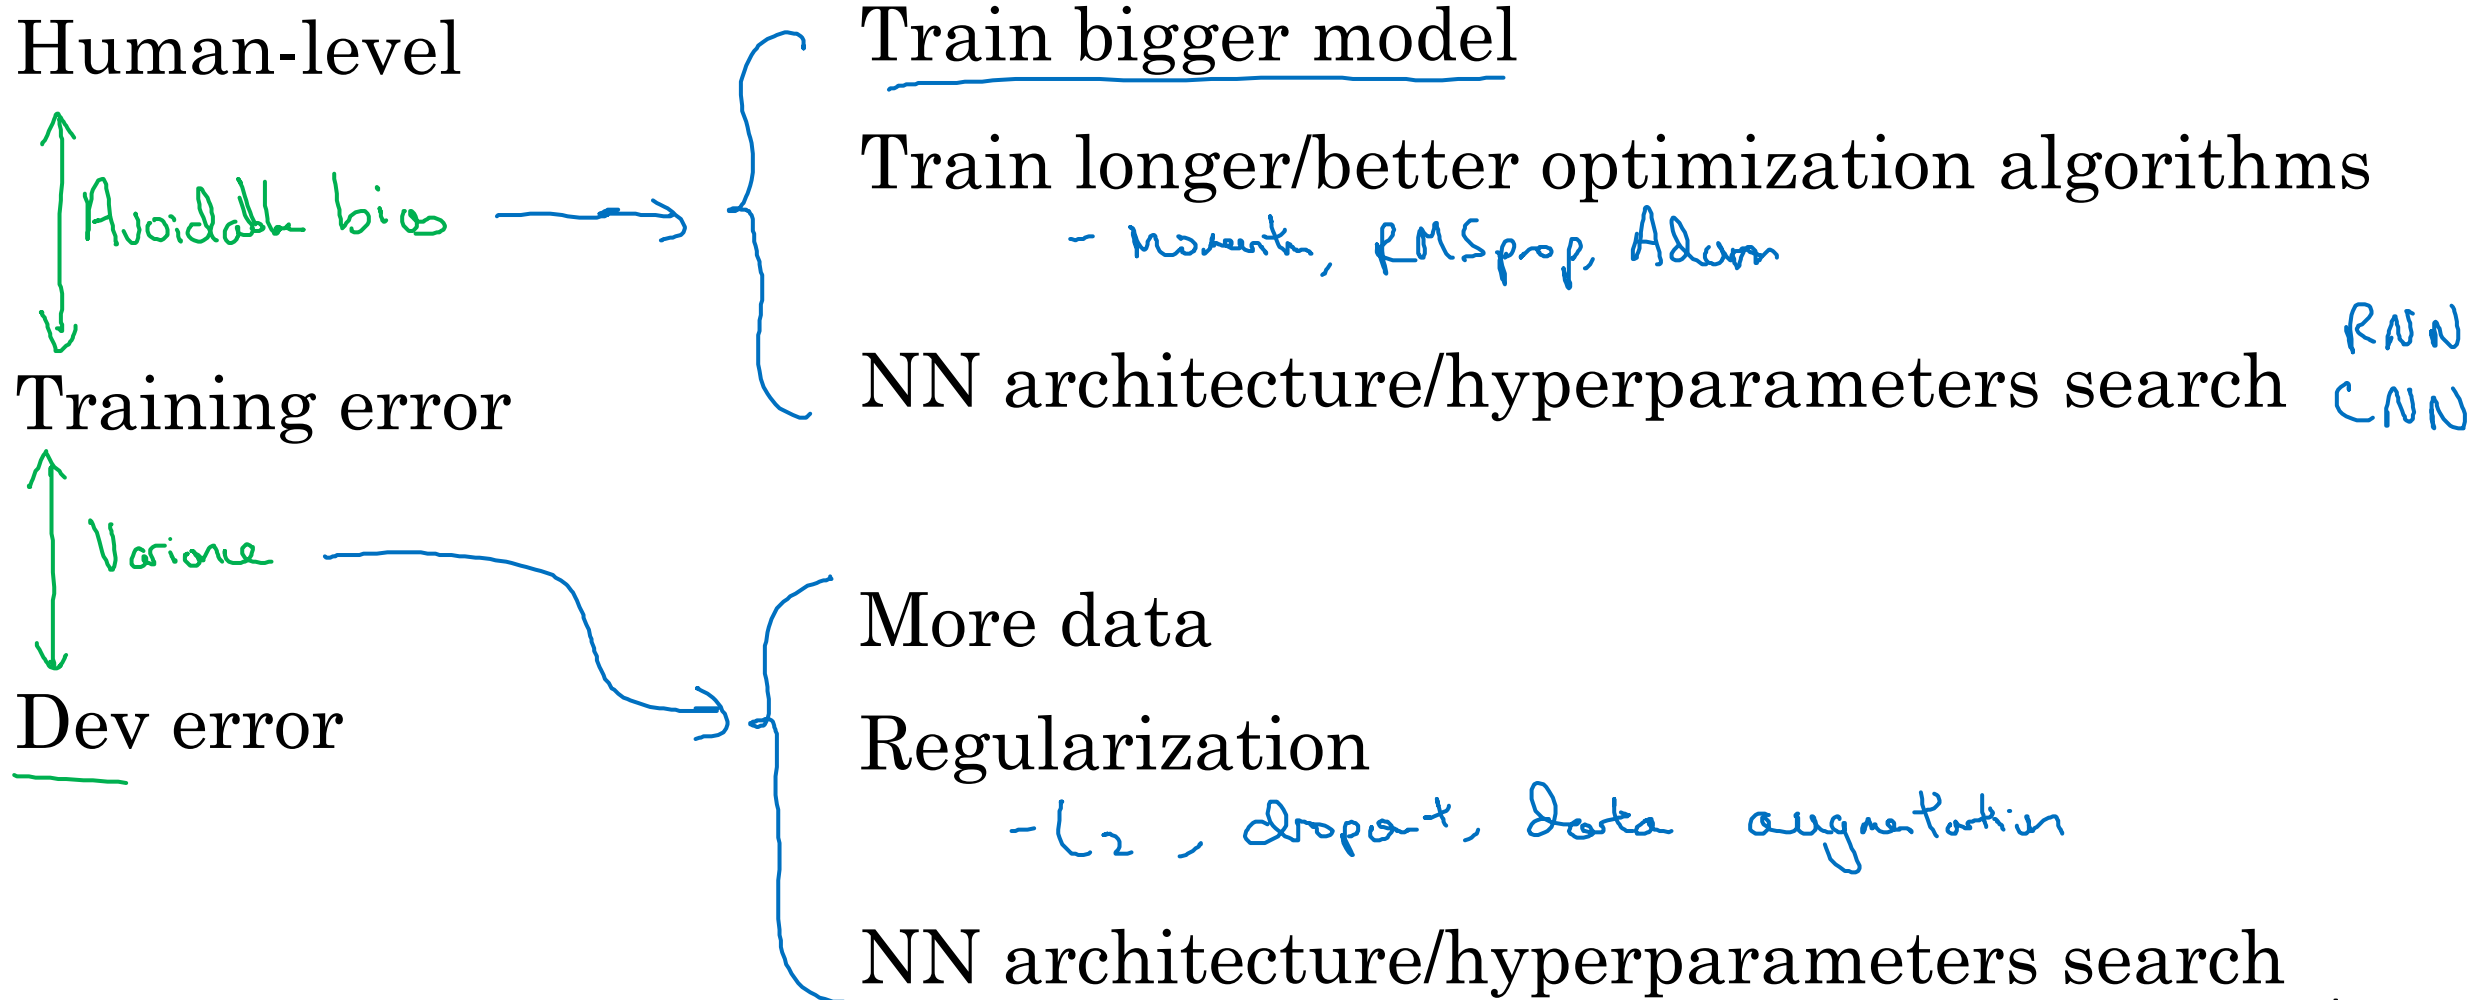 Human-level
Train bigger model
Train longer/better optimization algorithms
Avoidable bias
- momentum, RMSprop, Adam
RNN
NN architecture/hyperparameters search
CNN
Training error
Variance
More data
Dev error
Regularization
- L2, dropout, Data augmentation
NN architecture/hyperparameters search